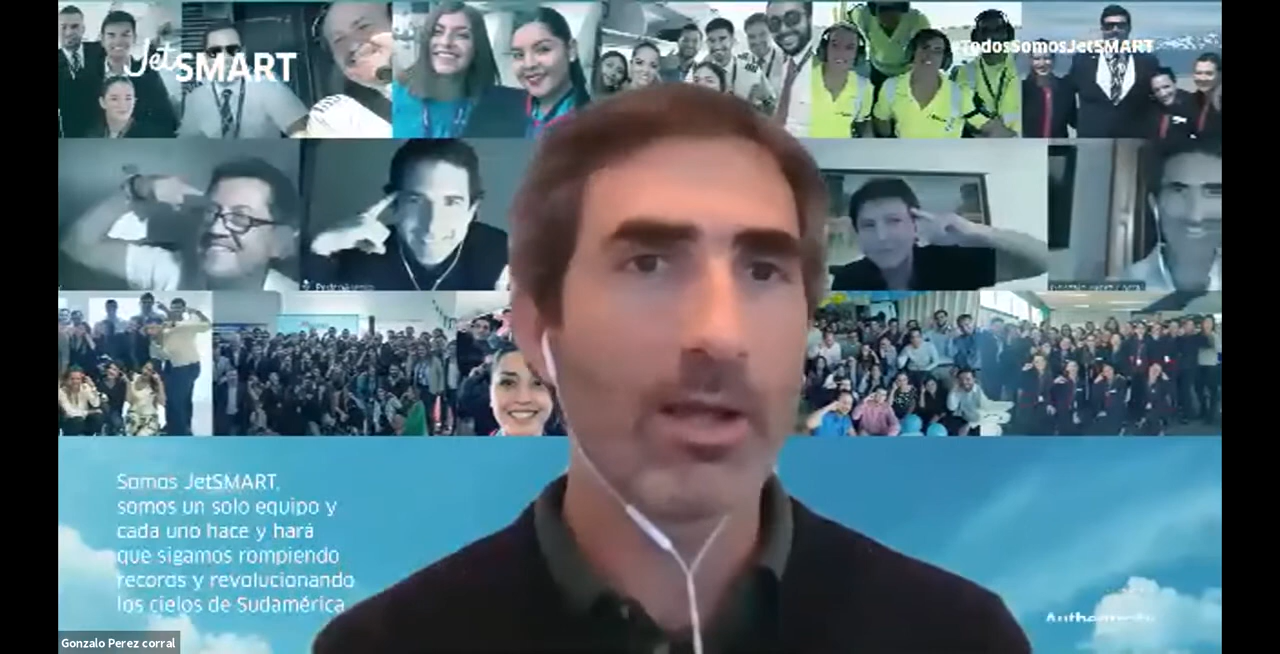 JetSMART
#TodosSomosJetSMART
Somos JetSMART,
somos un solo equipo y
cada uno hace y hará
que sigamos rompiendo
records y revolucionando
los cielos de Sudamérica
Gonzalo Perez corral